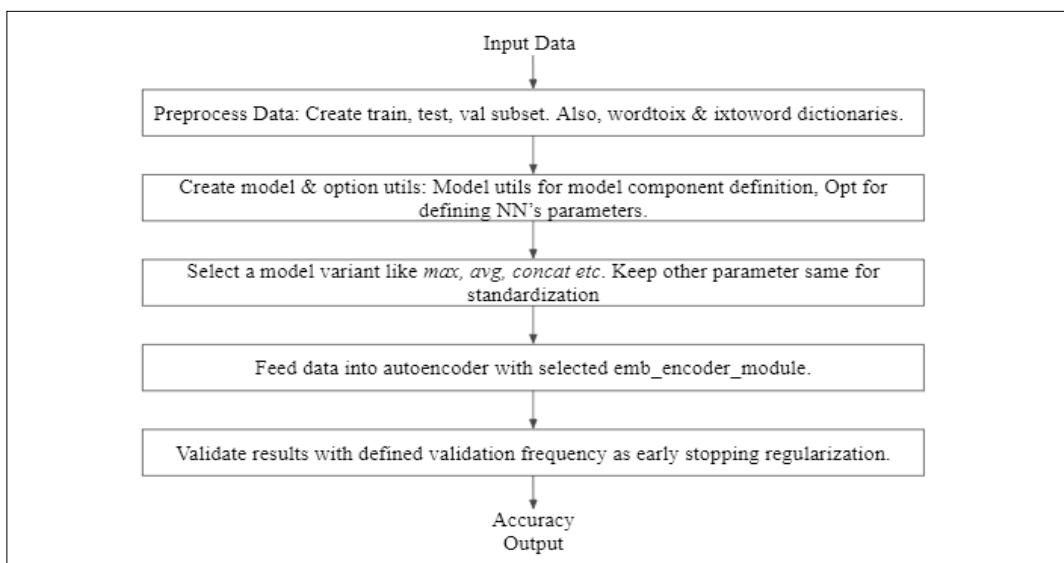 Input Data
Preprocess Data: Create train, test, val subset. Also, wordtoix & ixtoword dictionaries.
Create model & option utils: Model utils for model component definition, Opt for
defining NN's parameters.
Select a model variant like max, avg, concat etc. Keep other parameter same for
standardization
Feed data into autoencoder with selected emb_encoder_module.
Validate results with defined validation frequency as early stopping regularization.
Accuracy
Output